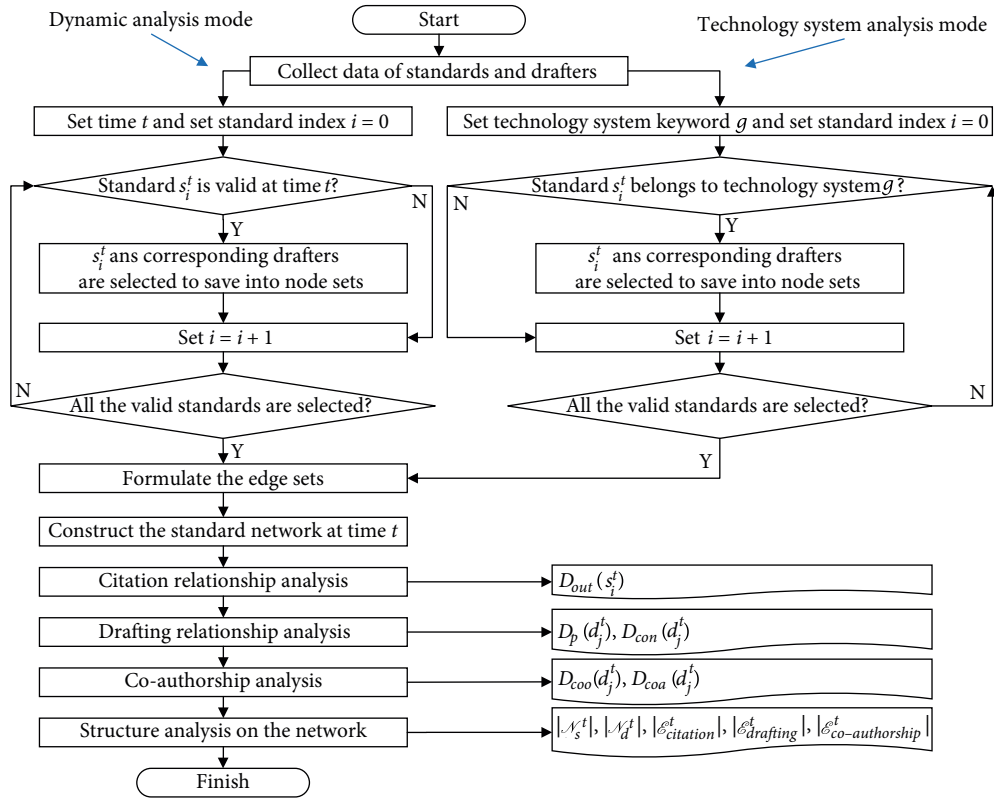 Dynamic analysis mode
Start
Technology system analysis mode
Collect data of standards and drafters
Set time t and set standard index i = 0
Set technology system keyword g and set standard index i = 0
Standard s_i^t is valid at time t?
N
Y
s_i^t ans corresponding drafters
are selected to save into node sets
Set i = i + 1
All the valid standards are selected?
N
Y
Standard s_i^t belongs to technology system g?
N
Y
s_i^t ans corresponding drafters
are selected to save into node sets
Set i = i + 1
All the valid standards are selected?
N
Y
Formulate the edge sets
Construct the standard network at time t
Citation relationship analysis
D_out (s_i^t)
Drafting relationship analysis
D_p (d_j^t), D_con (d_j^t)
Co-authorship analysis
D_coo(d_j^t), D_coa (d_j^t)
Structure analysis on the network
|𝒩_s^t|, |𝒩_d^t|, |ℰ_citation^t|, |ℰ_drafting^t|, |ℰ_co–authorship^t|
Finish